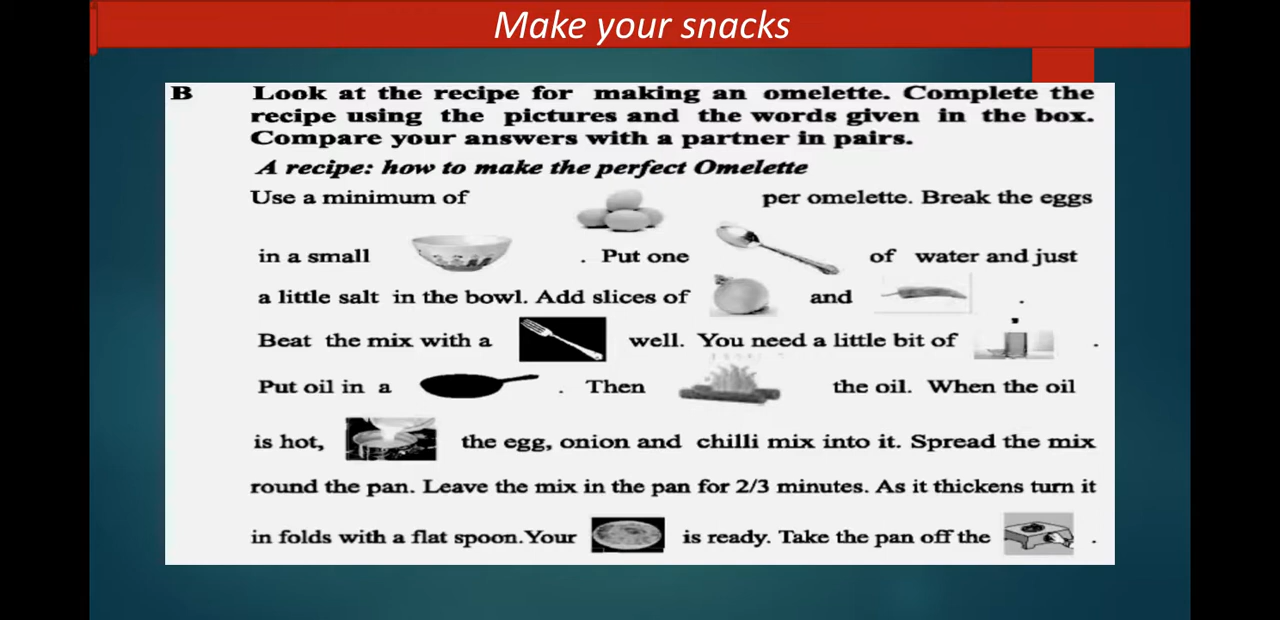 Make your snacks
B Look at the recipe for making an omelette. Complete the
recipe using the pictures and the words given in the box.
Compare your answers with a partner in pairs.
A recipe: how to make the perfect Omelette
Use a minimum of per omelette. Break the eggs
in a small . Put one of water and just
a little salt in the bowl. Add slices of and .
Beat the mix with a well. You need a little bit of .
Put oil in a . Then the oil. When the oil
is hot, the egg, onion and chilli mix into it. Spread the mix
round the pan. Leave the mix in the pan for 2/3 minutes. As it thickens turn it
in folds with a flat spoon.Your is ready. Take the pan off the .